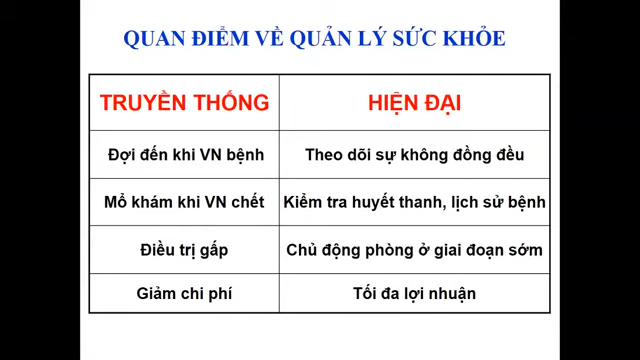 QUAN ĐIỂM VỀ QUẢN LÝ SỨC KHỎE
TRUYỀN THỐNG HIỆN ĐẠI
Đợi đến khi VN bệnh Theo dõi sự không đồng đều
Mổ khám khi VN chết Kiểm tra huyết thanh, lịch sử bệnh
Điều trị gấp Chủ động phòng ở giai đoạn sớm
Giảm chi phí Tối đa lợi nhuận